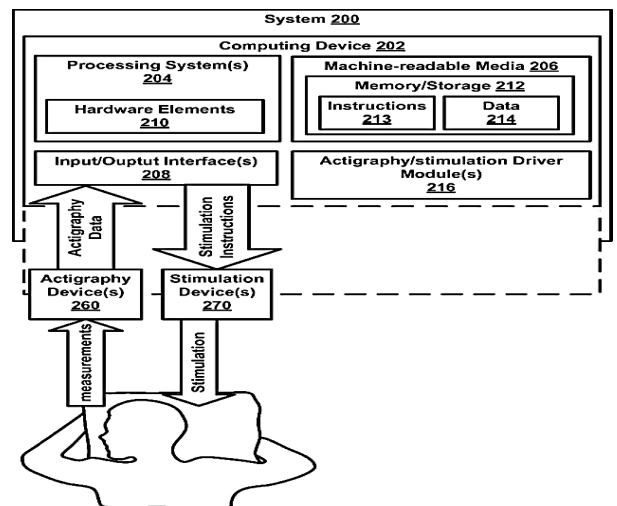 System 200
Computing Device 202
Processing System(s)
204
Hardware Elements
210
Machine-readable Media 206
Memory/Storage 212
Instructions
213
Data
214
Input/Ouptut Interface(s)
208
Actigraphy/stimulation Driver
Module(s)
216
Actigraphy
Data
Stimulation
Instructions
Actigraphy
Device(s)
260
Stimulation
Device(s)
270
measurements
Stimulation